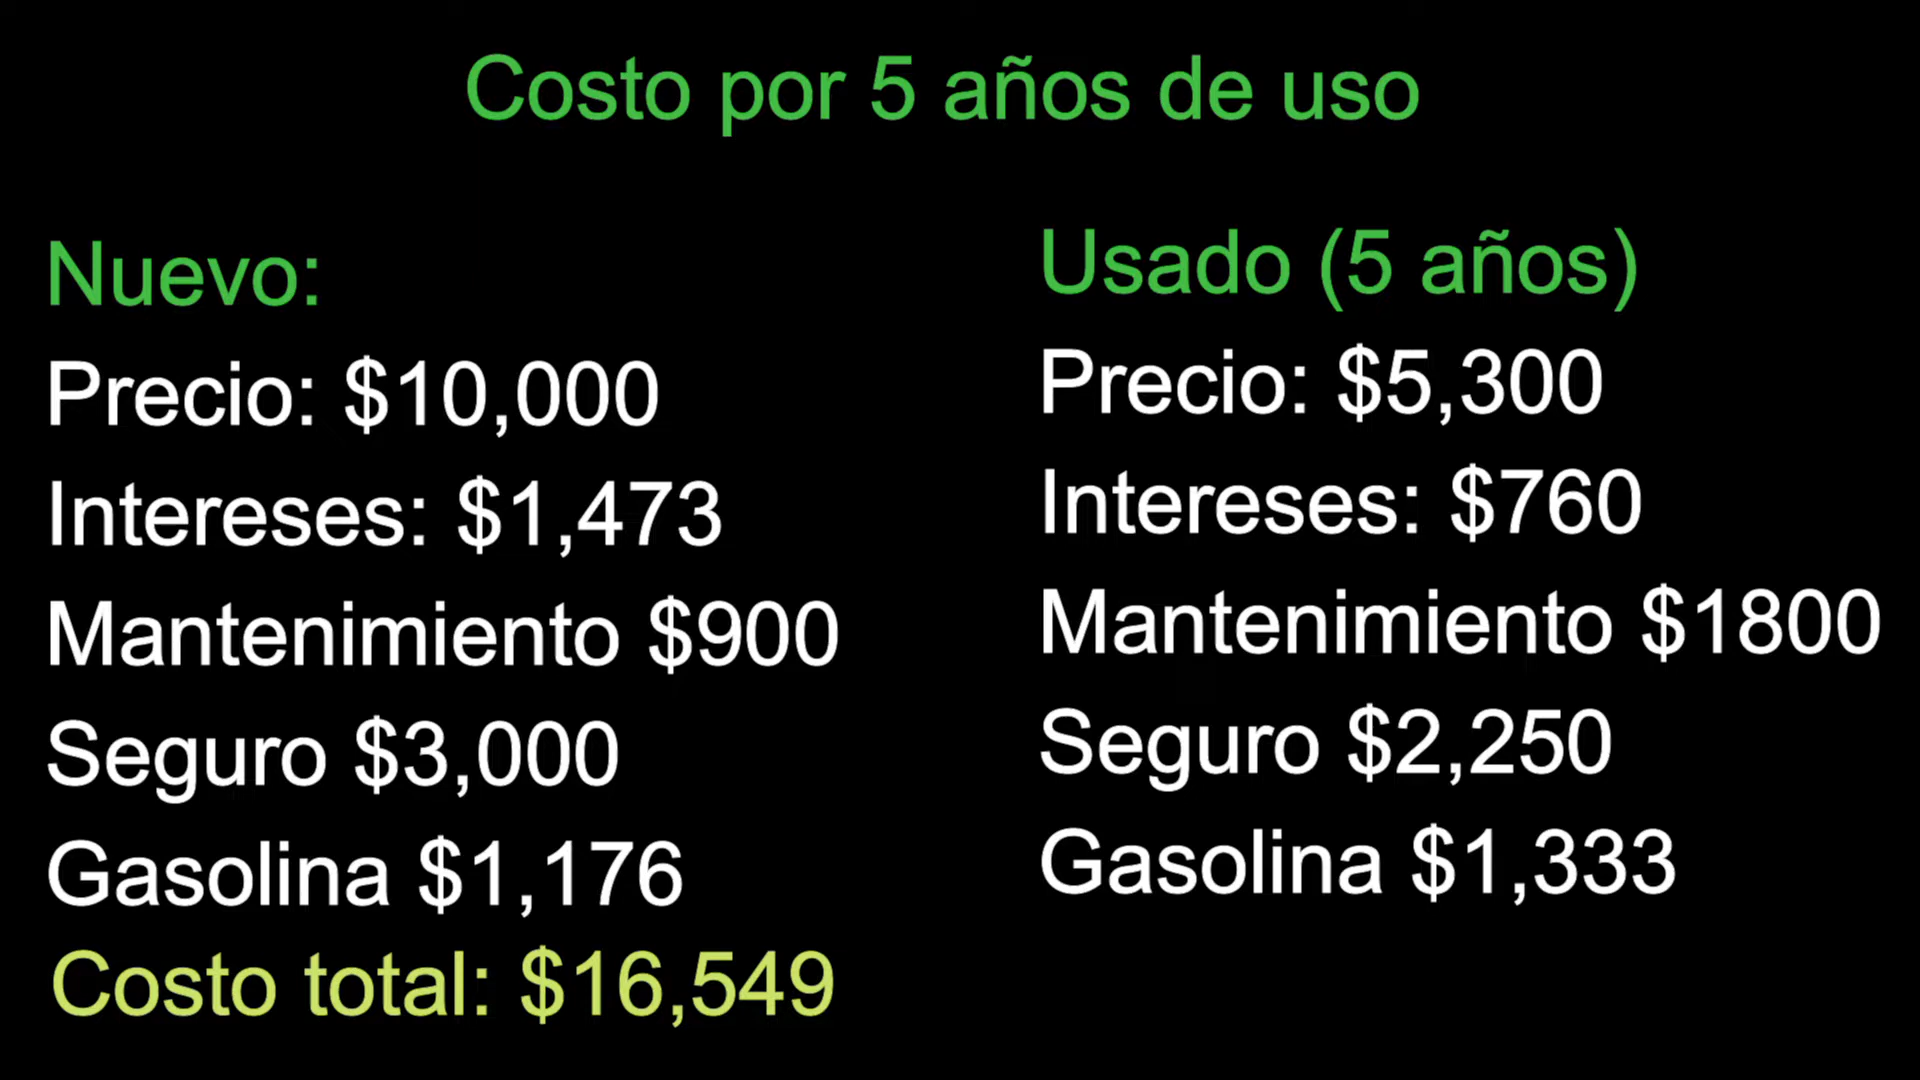 Costo por 5 años de uso
Nuevo:
Precio: $10,000
Intereses: $1,473
Mantenimiento $900
Seguro $3,000
Gasolina $1,176
Costo total: $16,549
Usado (5 años)
Precio: $5,300
Intereses: $760
Mantenimiento $1800
Seguro $2,250
Gasolina $1,333